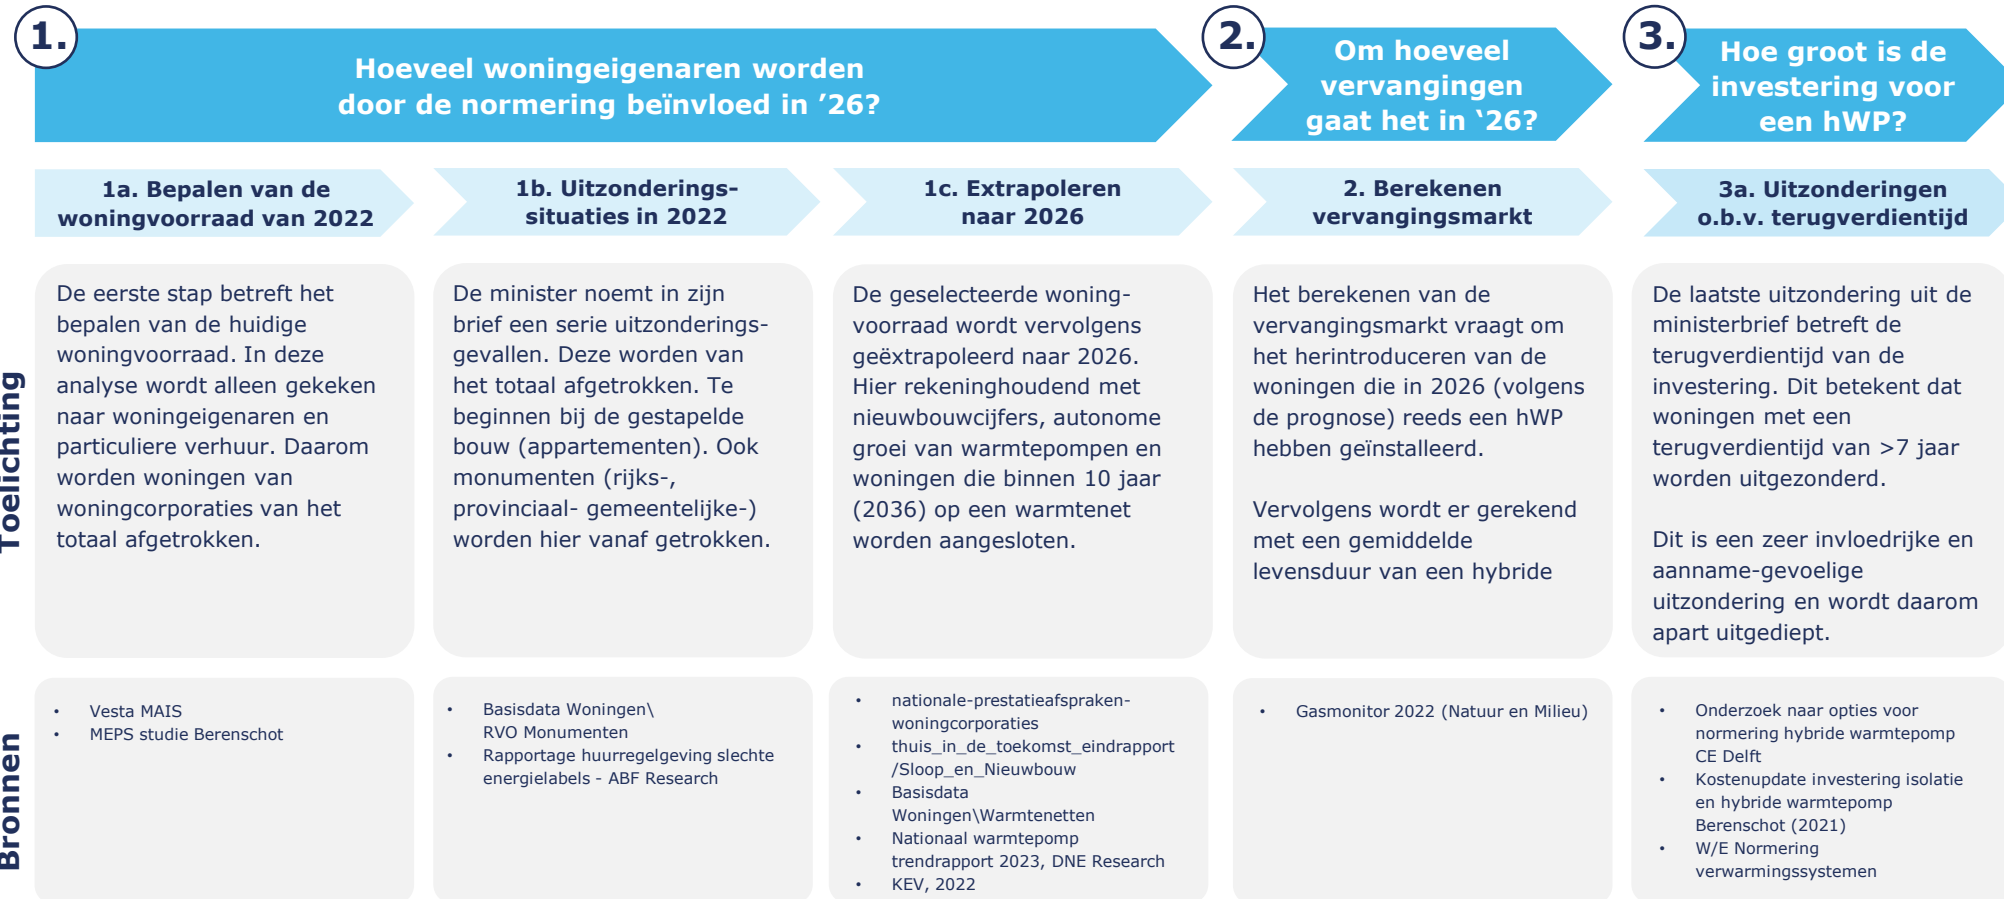 1.
Hoeveel woningeigenaren worden
door de normering beïnvloed in ’26?
2.
Om hoeveel
vervangingen
gaat het in ‘26?
3.
Hoe groot is de
investering voor
een hWP?
1a. Bepalen van de
woningvoorraad van 2022
1b. Uitzonderings-
situaties in 2022
1c. Extrapoleren
naar 2026
2. Berekenen
vervangingsmarkt
3a. Uitzonderingen
o.b.v. terugverdientijd
Toelichting
De eerste stap betreft het
bepalen van de huidige
woningvoorraad. In deze
analyse wordt alleen gekeken
naar woningeigenaren en
particuliere verhuur. Daarom
worden woningen van
woningcorporaties van het
totaal afgetrokken.
De minister noemt in zijn
brief een serie uitzonderings-
gevallen. Deze worden van
het totaal afgetrokken. Te
beginnen bij de gestapelde
bouw (appartementen). Ook
monumenten (rijks-,
provinciaal- gemeentelijke-)
worden hier vanaf getrokken.
De geselecteerde woning-
voorraad wordt vervolgens
geëxtrapoleerd naar 2026.
Hier rekeninghoudend met
nieuwbouwcijfers, autonome
groei van warmtepompen en
woningen die binnen 10 jaar
(2036) op een warmtenet
worden aangesloten.
Het berekenen van de
vervangingsmarkt vraagt om
het herintroduceren van de
woningen die in 2026 (volgens
de prognose) reeds een hWP
hebben geïnstalleerd.
Vervolgens wordt er gerekend
met een gemiddelde
levensduur van een hybride
De laatste uitzondering uit de
ministerbrief betreft de
terugverdientijd van de
investering. Dit betekent dat
woningen met een
terugverdientijd van >7 jaar
worden uitgezonderd.
Dit is een zeer invloedrijke en
aanname-gevoelige
uitzondering en wordt daarom
apart uitgediept.
Bronnen
• Vesta MAIS
• MEPS studie Berenschot
• Basisdata Woningen\
RVO Monumenten
• Rapportage huurregelgeving slechte
energielabels - ABF Research
• nationale-prestatieafspraken-
woningcorporaties
• thuis_in_de_toekomst_eindrapport
/Sloop_en_Nieuwbouw
• Basisdata
Woningen\Warmtenetten
• Nationaal warmtepomp
trendrapport 2023, DNE Research
• KEV, 2022
• Gasmonitor 2022 (Natuur en Milieu)
• Onderzoek naar opties voor
normering hybride warmtepomp
CE Delft
• Kostenupdate investering isolatie
en hybride warmtepomp
Berenschot (2021)
• W/E Normering
verwarmingssystemen